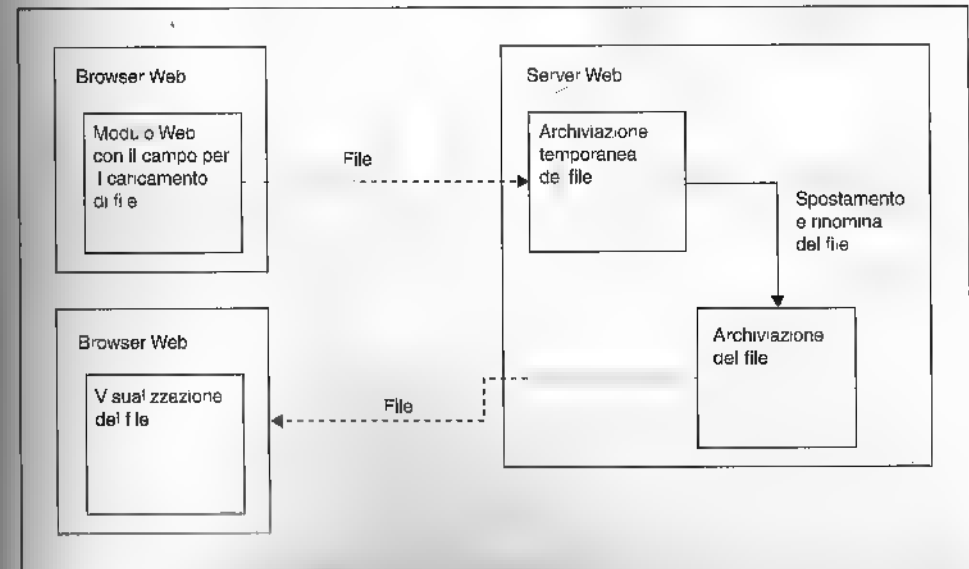 Browser Web
Modulo Web
con il campo per
il caricamento
di file
File
Server Web
Archiviazione
temporanea
del file
Spostamento
e rinomina
del file
Archiviazione
del file
Browser Web
Visualizzazione
del file
File